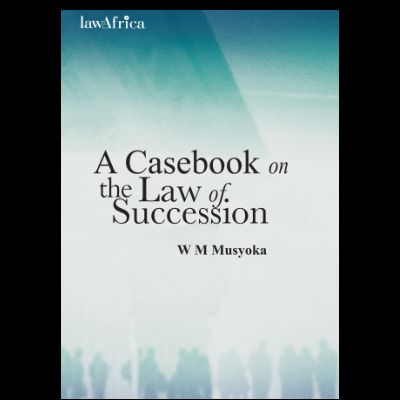 lawAfrica
A Casebook on
the Law of
Succession
W M Musyoka